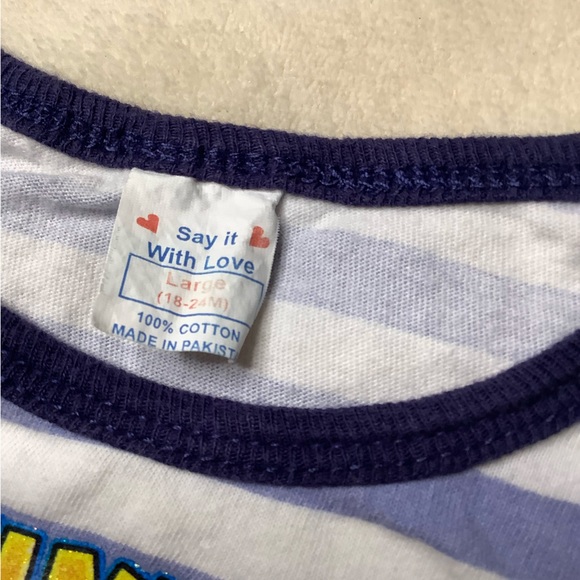 Say it
With Love
Large
(18-24M)
100% COTTON
MADE IN PAKIST